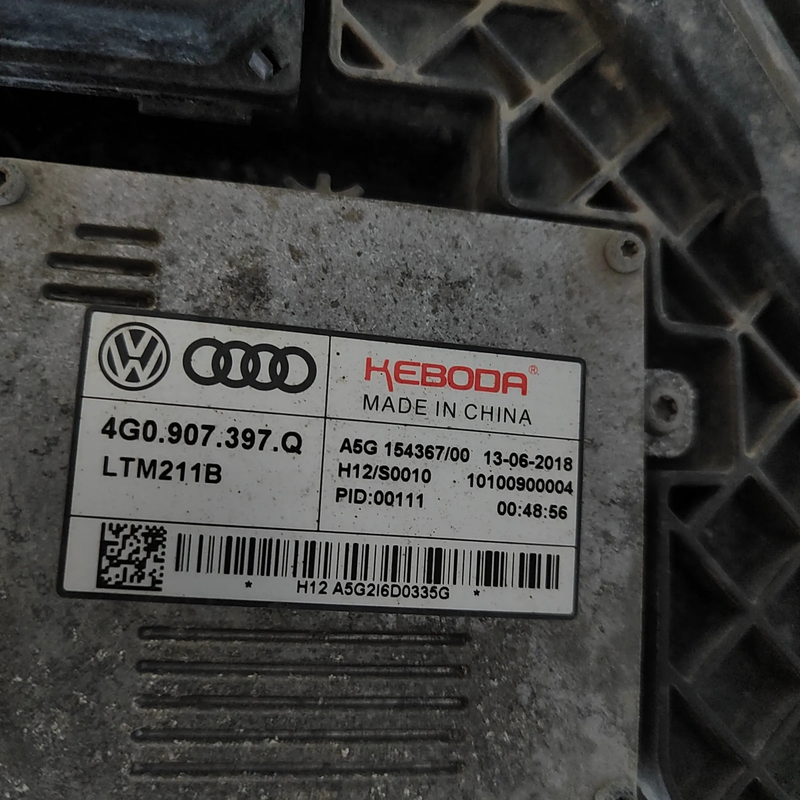 KEBODA®
MADE IN CHINA
4G0.907.397.Q
LTM211B
A5G 154367/00 13-06-2018
H12/S0010 10100900004
PID:00111 00:48:56
* H12 A5G2I6D0335G *